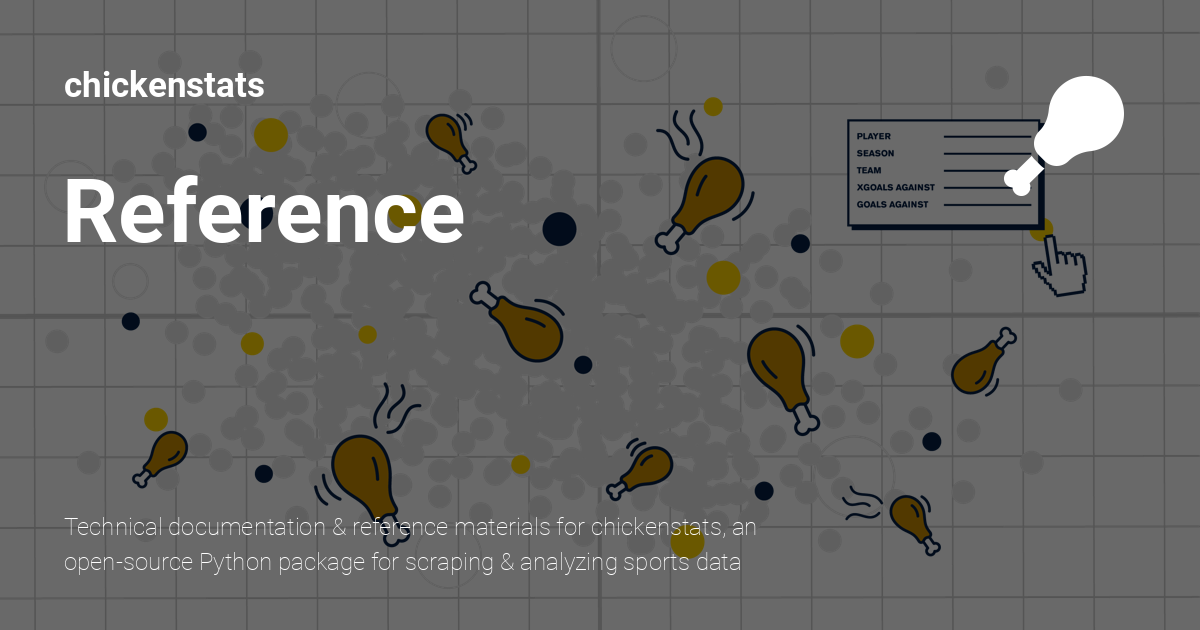 chickenstats
Reference
PLAYER
SEASON
TEAM
XGOALS AGAINST
GOALS AGAINST
Technical documentation & reference materials for chickenstats, an
open-source Python package for scraping & analyzing sports data